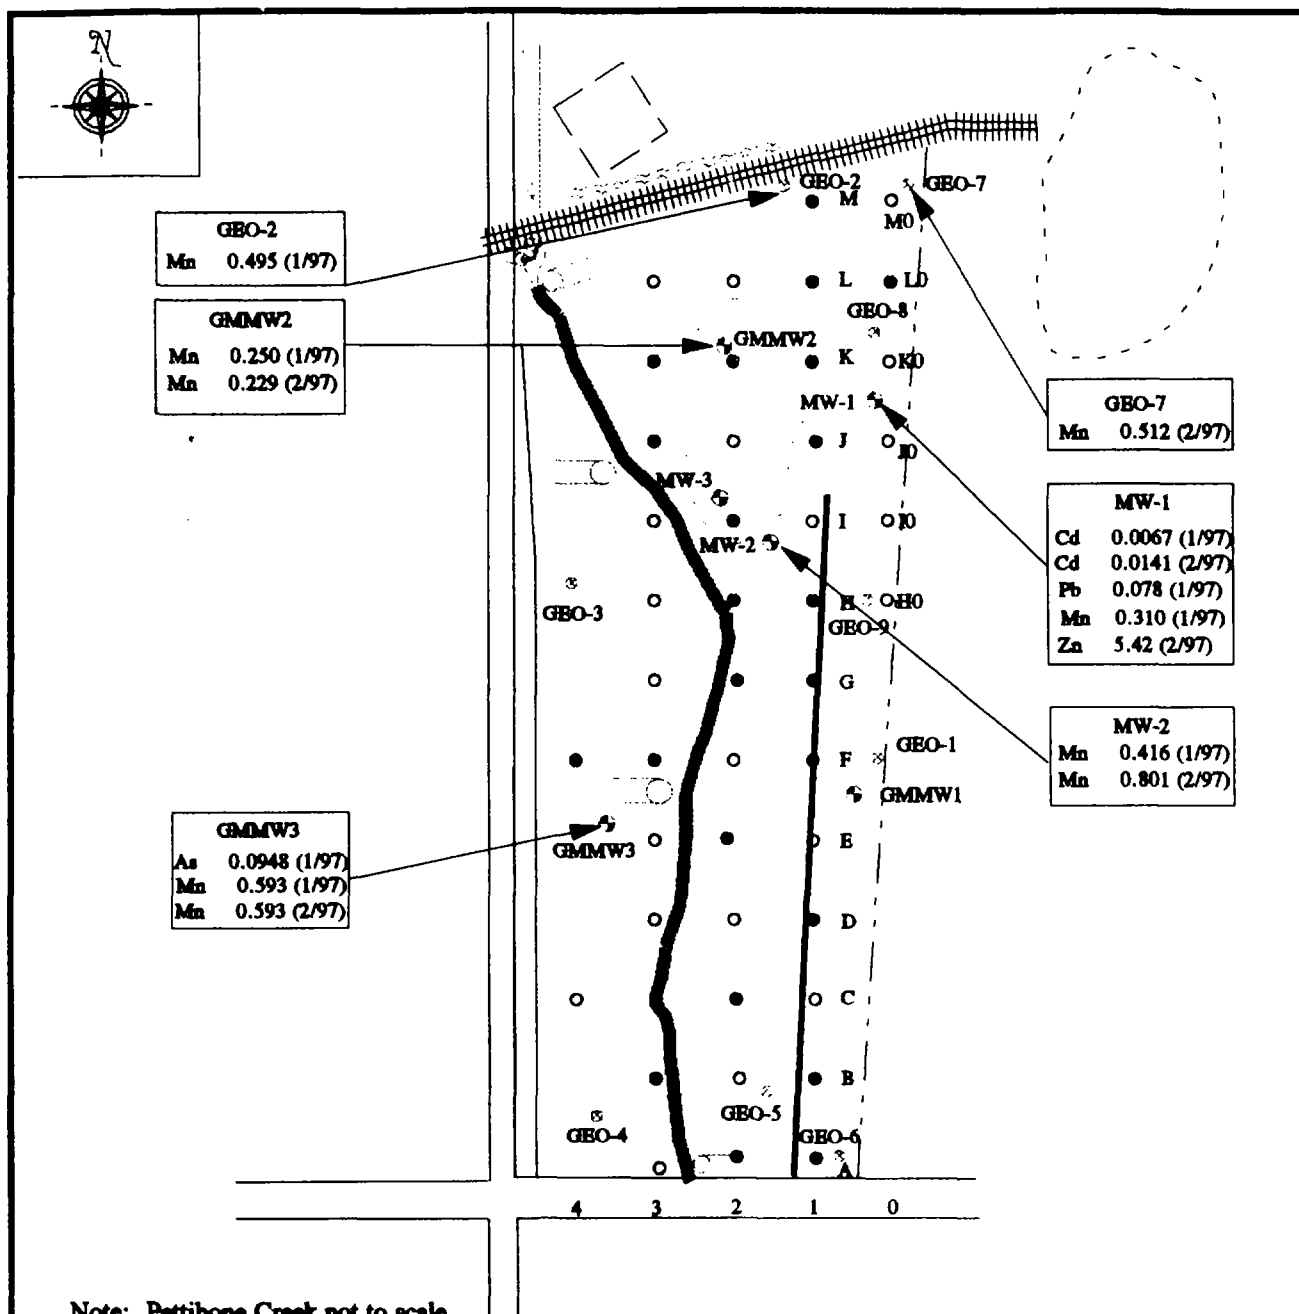 N
GEO-2
GEO-7
M
M0
GEO-2
Mn 0.495 (1/97)
L
L0
GEO-8
GMMW2
Mn 0.250 (1/97)
Mn 0.229 (2/97)
GMMW2
K
K0
MW-1
GEO-7
Mn 0.512 (2/97)
J
J0
MW-3
MW-1
Cd 0.0067 (1/97)
Cd 0.0141 (2/97)
Pb 0.078 (1/97)
Mn 0.310 (1/97)
Zn 5.42 (2/97)
I
I0
MW-2
GEO-3
H
H0
GEO-9
G
MW-2
Mn 0.416 (1/97)
Mn 0.801 (2/97)
GEO-1
F
GMMW1
GMMW3
As 0.0948 (1/97)
Mn 0.593 (1/97)
Mn 0.593 (2/97)
GMMW3
E
D
C
B
GEO-5
GEO-4
GEO-6
A
4 3 2 1 0
Note: Pettibone Creek not to scale